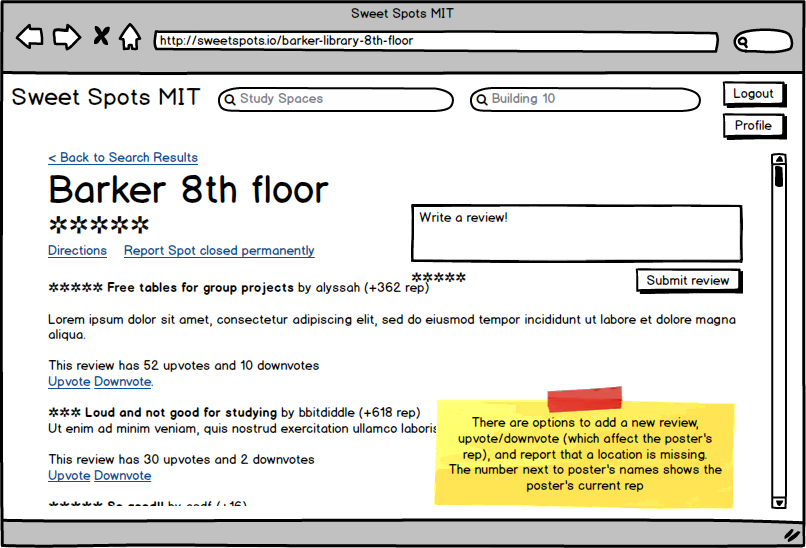 Sweet Spots MIT
http://sweetspots.io/barker-library-8th-floor
Sweet Spots MIT
Study Spaces
Building 10
Logout
Profile
< Back to Search Results
Barker 8th floor
✲✲✲✲✲
Directions
Report Spot closed permanently
Write a review!
✲✲✲✲✲
Submit review
✲✲✲✲✲ Free tables for group projects by alyssah (+362 rep)
Lorem ipsum dolor sit amet, consectetur adipiscing elit, sed do eiusmod tempor incididunt ut labore et dolore magna
aliqua.
This review has 52 upvotes and 10 downvotes
Upvote Downvote.
✲✲✲ Loud and not good for studying by bbitdiddle (+618 rep)
Ut enim ad minim veniam, quis nostrud exercitation ullamco laboris
This review has 30 upvotes and 2 downvotes
Upvote Downvote
There are options to add a new review,
upvote/downvote (which affect the poster's
rep), and report that a location is missing.
The number next to poster's names shows the
poster's current rep